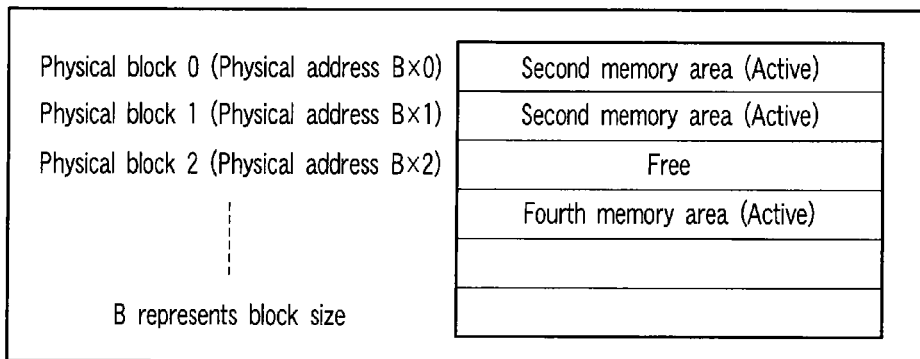 Physical block 0 (Physical address B×0) Second memory area (Active)
Physical block 1 (Physical address B×1) Second memory area (Active)
Physical block 2 (Physical address B×2) Free
Fourth memory area (Active)
B represents block size